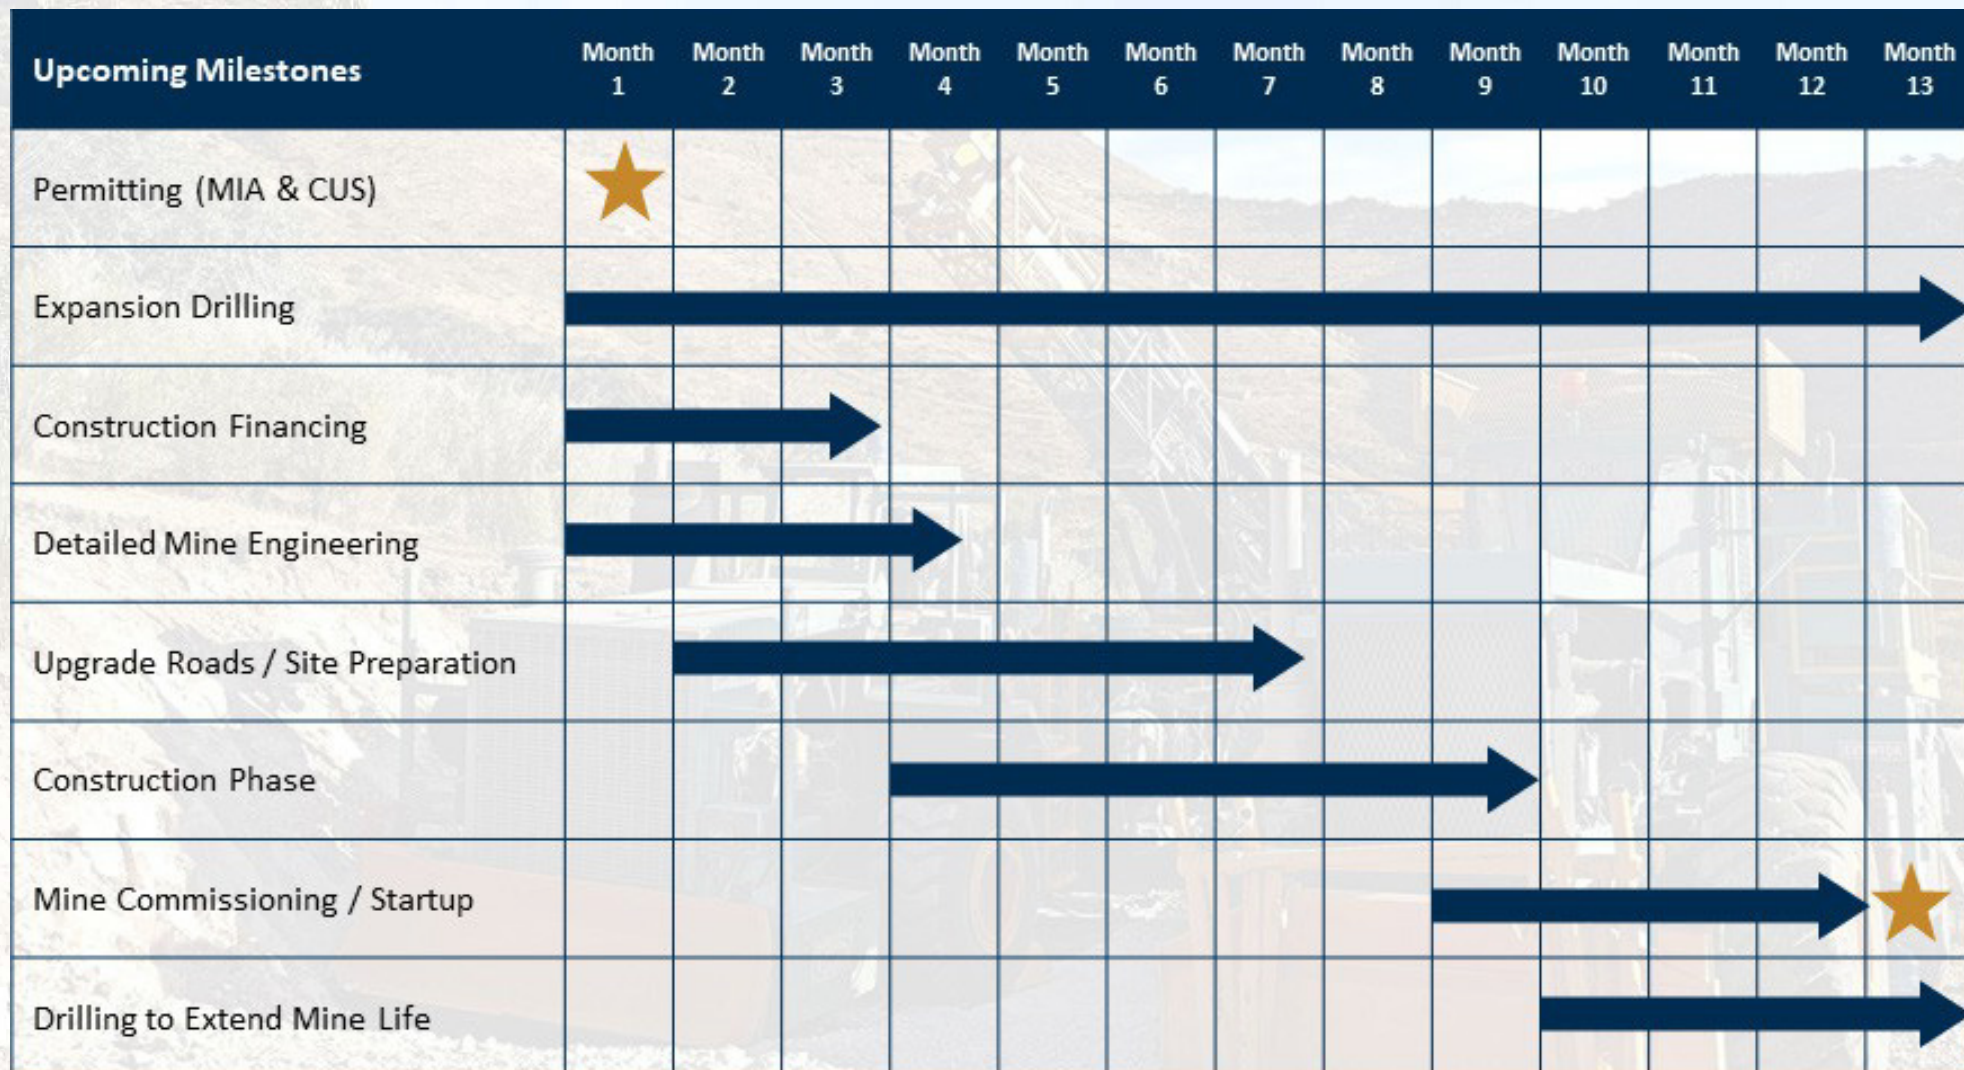 Upcoming Milestones
Month 1
Month 2
Month 3
Month 4
Month 5
Month 6
Month 7
Month 8
Month 9
Month 10
Month 11
Month 12
Month 13
Permitting (MIA & CUS)
Expansion Drilling
Construction Financing
Detailed Mine Engineering
Upgrade Roads / Site Preparation
Construction Phase
Mine Commissioning / Startup
Drilling to Extend Mine Life